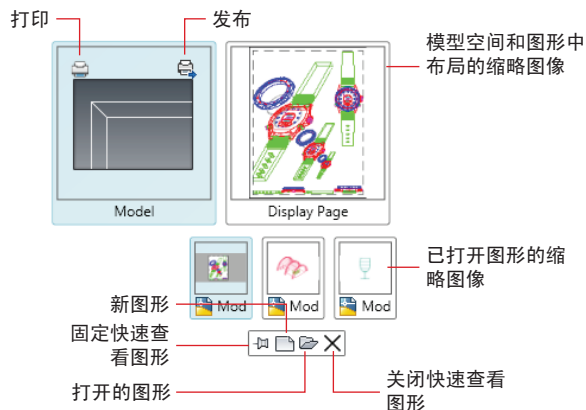 打印
发布
模型空间和图形中
布局的缩略图像
Model
Display Page
Mod
Mod
Mod
已打开图形的缩
略图像
新图形
固定快速查
看图形
打开的图形
关闭快速查看
图形